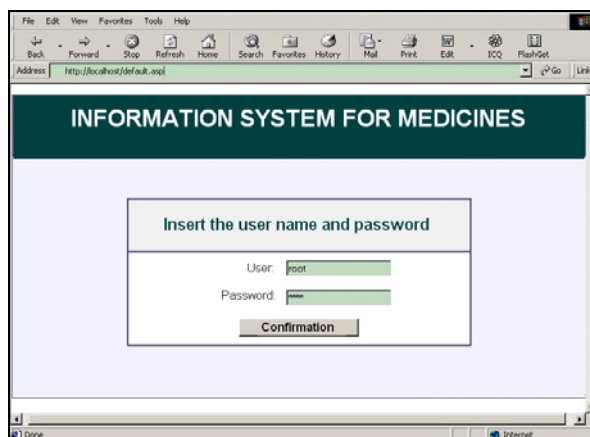 File Edit View Favorites Tools Help
Back Forward Stop Refresh Home Search Favorites History Mail Print Edit ICQ FlashGet
Address http://localhost/default.asp Go Link
INFORMATION SYSTEM FOR MEDICINES
Insert the user name and password
User: root
Password: ****
Confirmation
Done Internet